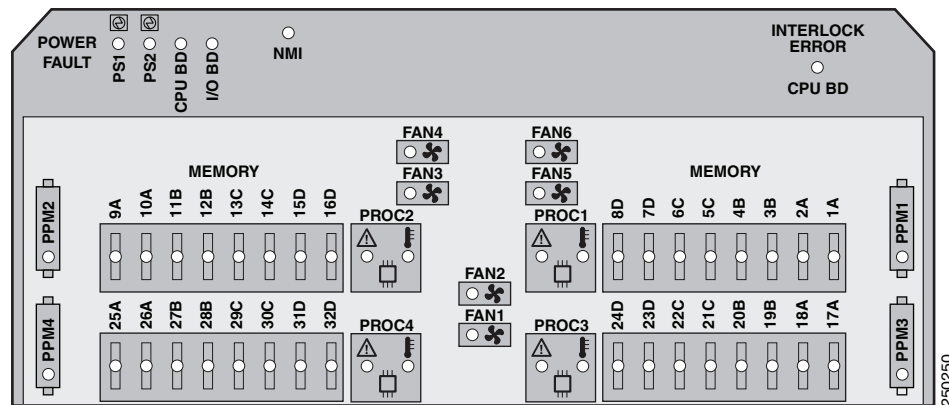 POWER FAULT
PS1
PS2
CPU BD
I/O BD
NMI
INTERLOCK ERROR
CPU BD
FAN4
FAN6
FAN3
FAN5
MEMORY
MEMORY
PPM2
9A
10A
11B
12B
13C
14C
15D
16D
PROC2
PROC1
8D
7D
6C
5C
4B
3B
2A
1A
PPM1
FAN2
FAN1
PPM4
25A
26A
27B
28B
29C
30C
31D
32D
PROC4
PROC3
24D
23D
22C
21C
20B
19B
18A
17A
PPM3
250250